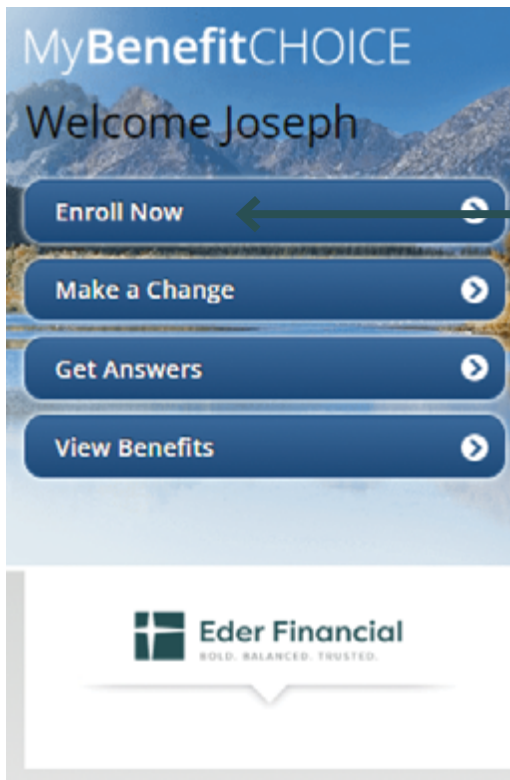 MyBenefitCHOICE
Welcome Joseph
Enroll Now
Make a Change
Get Answers
View Benefits
Eder Financial
BOLD. BALANCED. TRUSTED.